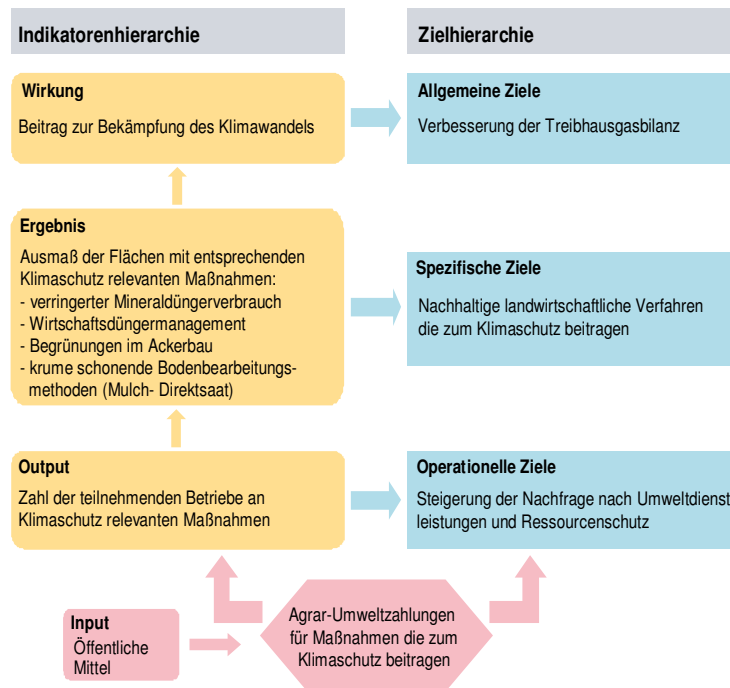 Indikatorenhierarchie
Zielhierarchie
Wirkung
Beitrag zur Bekämpfung des Klimawandels
Allgemeine Ziele
Verbesserung der Treibhausgasbilanz
Ergebnis
Ausmaß der Flächen mit entsprechenden
Klimaschutz relevanten Maßnahmen:
- verringerter Mineraldüngerverbrauch
- Wirtschaftsdüngermanagement
- Begrünungen im Ackerbau
- krume schonende Bodenbearbeitungs-
methoden (Mulch- Direktsaat)
Spezifische Ziele
Nachhaltige landwirtschaftliche Verfahren
die zum Klimaschutz beitragen
Output
Zahl der teilnehmenden Betriebe an
Klimaschutz relevanten Maßnahmen
Operationelle Ziele
Steigerung der Nachfrage nach Umweltdienst
leistungen und Ressourcenschutz
Input
Öffentliche
Mittel
Agrar-Umweltzahlungen
für Maßnahmen die zum
Klimaschutz beitragen